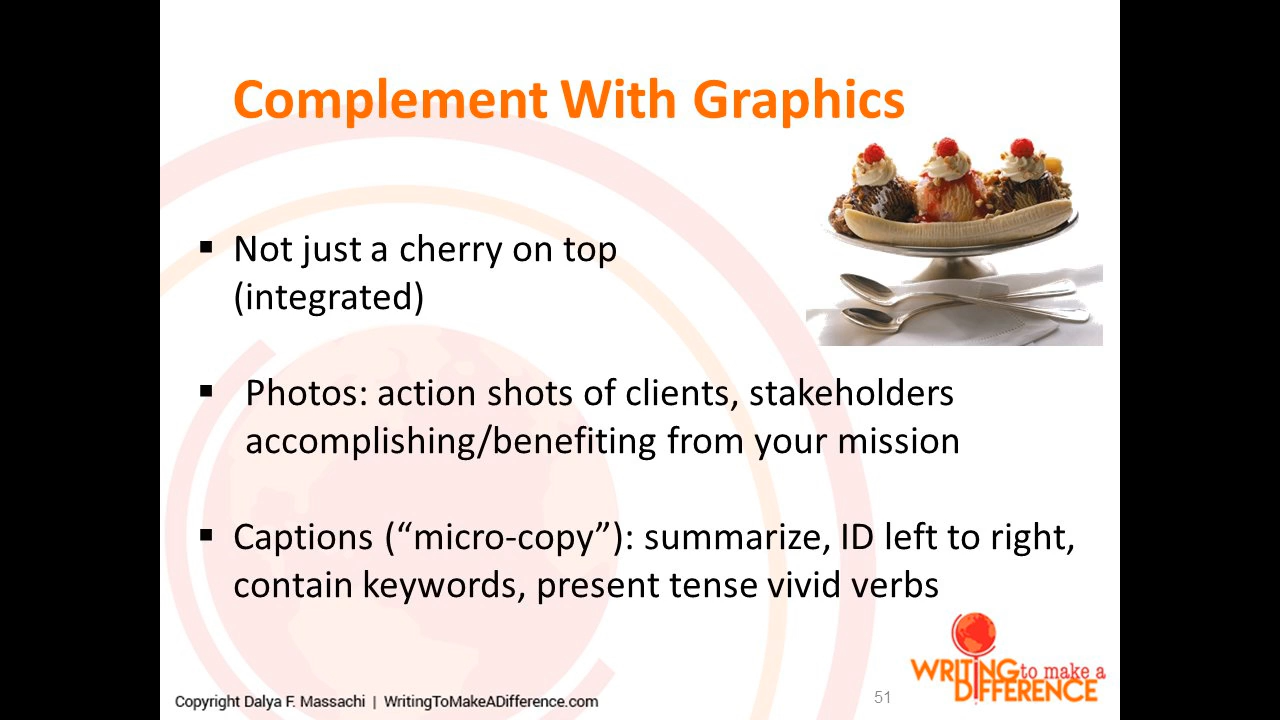 Complement With Graphics
▪ Not just a cherry on top
(integrated)
▪ Photos: action shots of clients, stakeholders
accomplishing/benefiting from your mission
▪ Captions (“micro-copy”): summarize, ID left to right,
contain keywords, present tense vivid verbs
WRITING to make a
DIFFERENCE
Copyright Dalya F. Massachi | WritingToMakeADifference.com
51